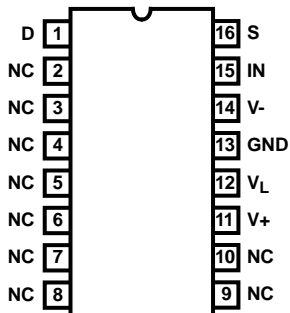 D 1 16 S
NC 2 15 IN
NC 3 14 V-
NC 4 13 GND
NC 5 12 VL
NC 6 11 V+
NC 7 10 NC
NC 8 9 NC